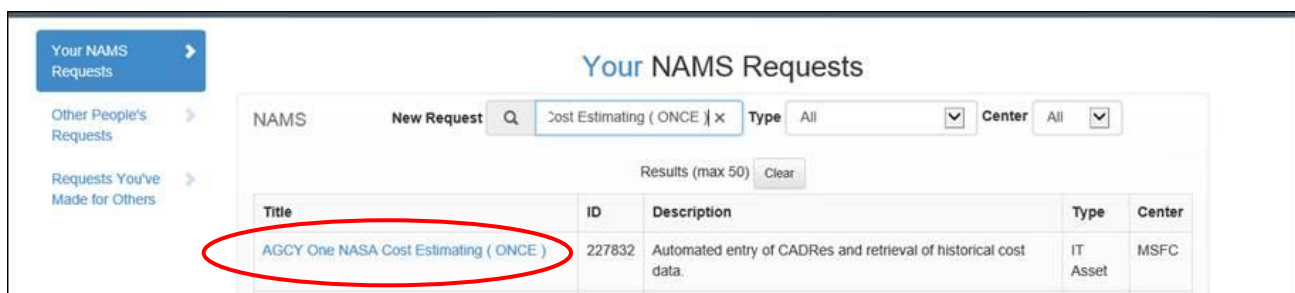 Your NAMS
Requests
Other People's
Requests
Requests You've
Made for Others
Your NAMS Requests
NAMS New Request Cost Estimating ( ONCE ) × Type All Center All
Results (max 50) Clear
Title ID Description Type Center
AGCY One NASA Cost Estimating ( ONCE ) 227832 Automated entry of CADRes and retrieval of historical cost data. IT Asset MSFC